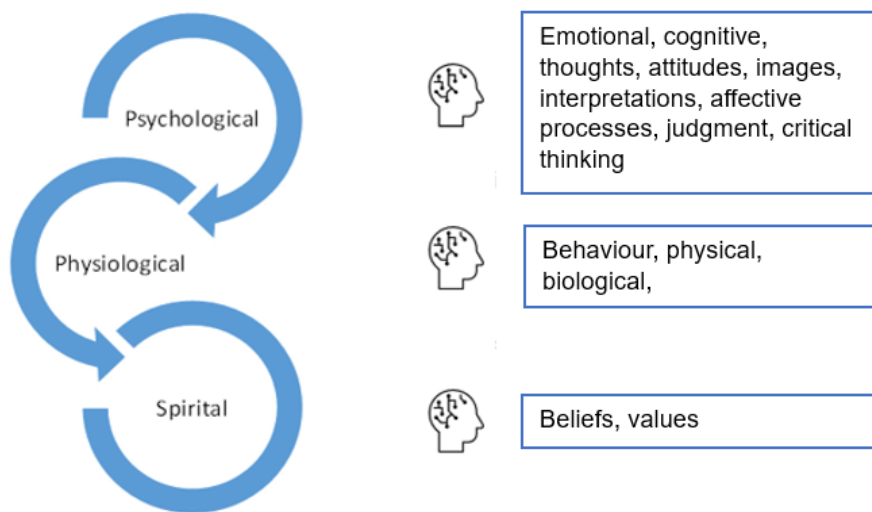 Psychological
Emotional, cognitive,
thoughts, attitudes, images,
interpretations, affective
processes, judgment, critical
thinking
Physiological
Behaviour, physical,
biological,
Spirital
Beliefs, values